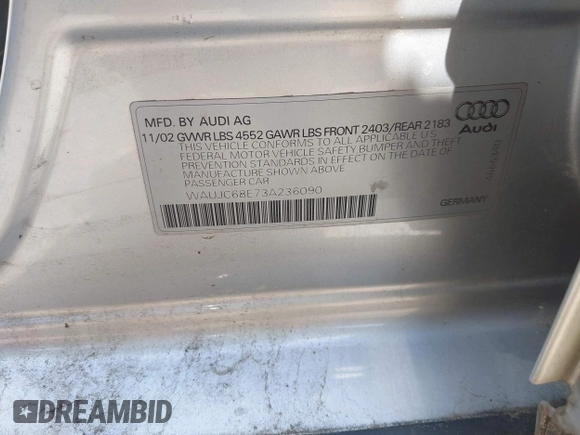 MFD. BY AUDI AG
11/02 GVWR LBS 4552 GAWR LBS FRONT 2403/REAR 2183
THIS VEHICLE CONFORMS TO ALL APPLICABLE U.S.
FEDERAL MOTOR VEHICLE SAFETY BUMPER AND THEFT
PREVENTION STANDARDS IN EFFECT ON THE DATE OF
MANUFACTURE SHOWN ABOVE
PASSENGER CAR
WAUJC68E73A236090
Audi
GERMANY
DREAMBID